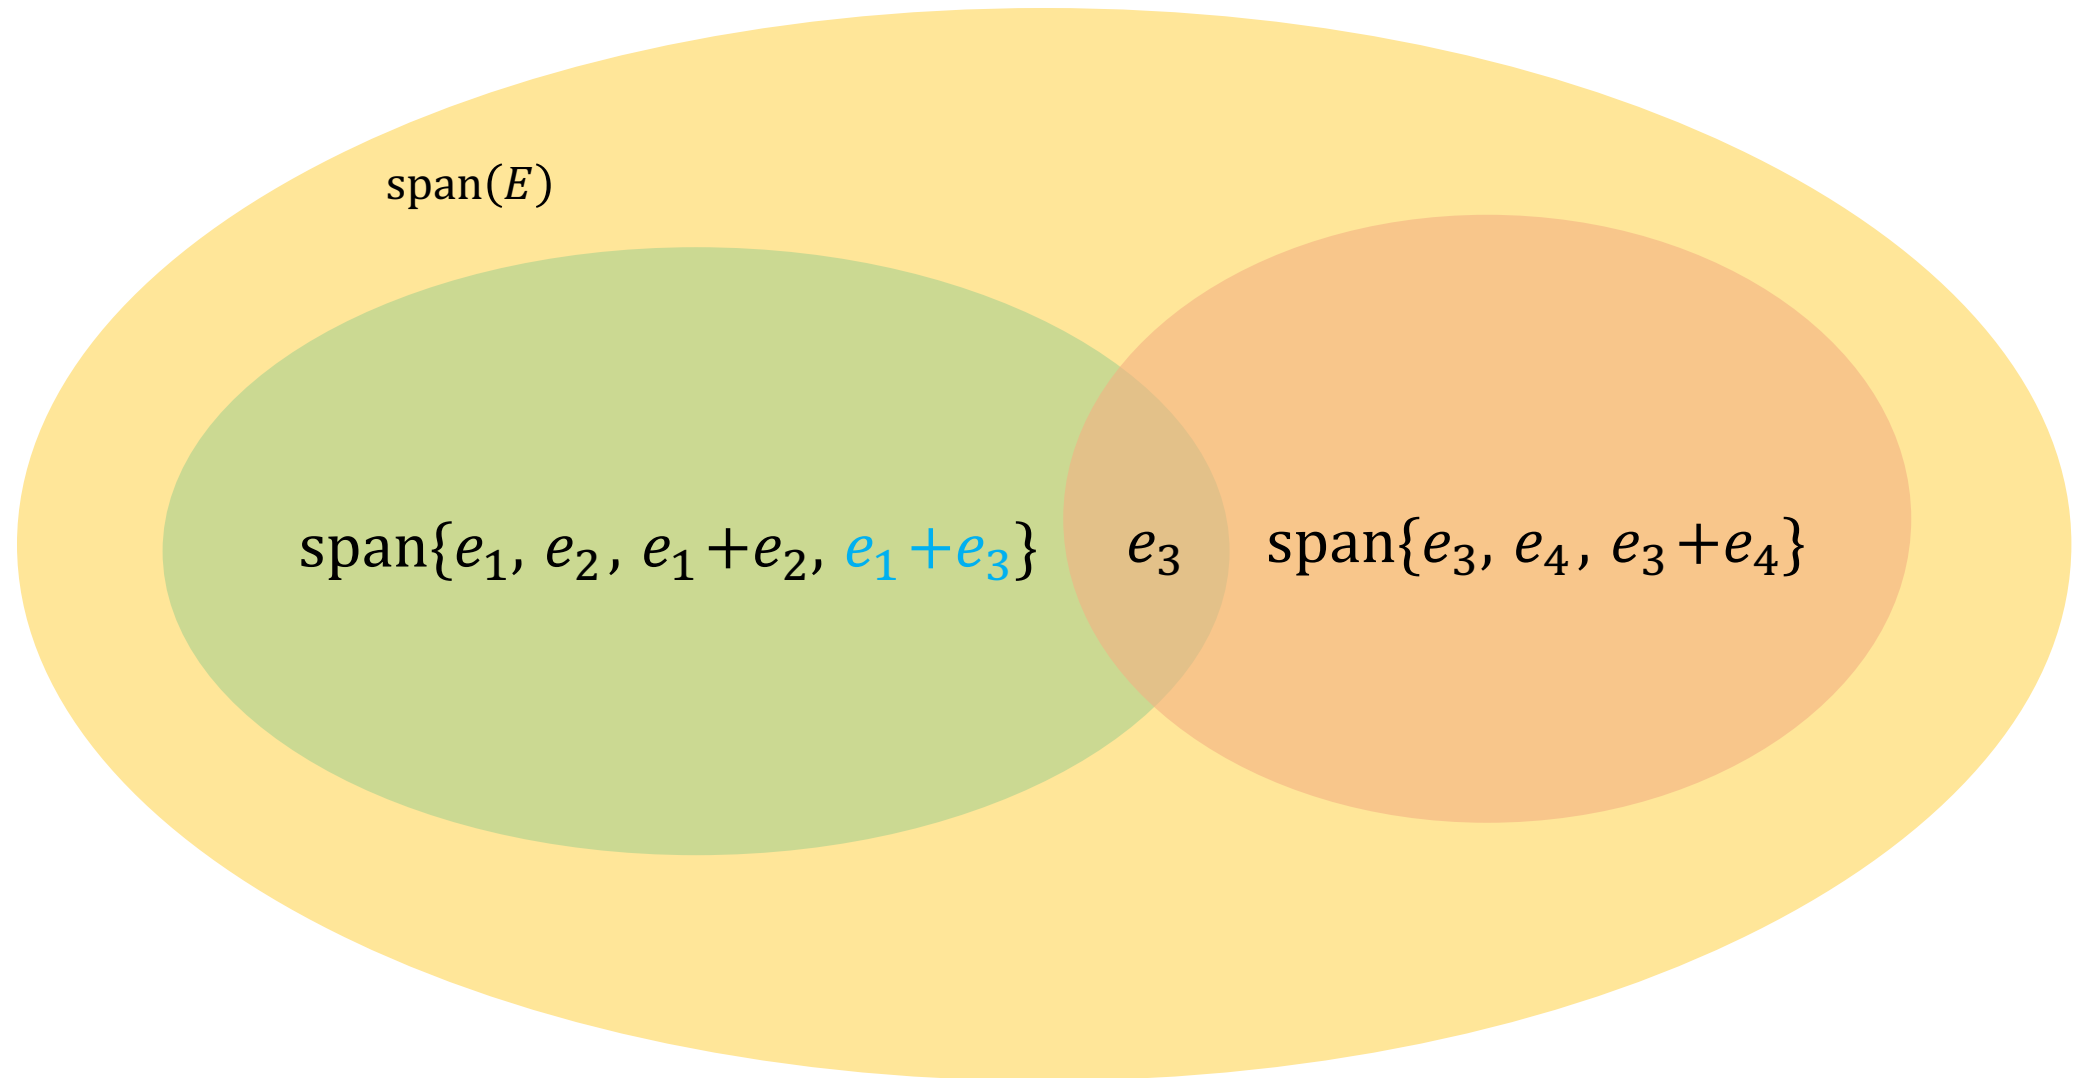 span(E)
span{e₁, e₂, e₁+e₂, e₁+e₃} e₃ span{e₃, e₄, e₃+e₄}